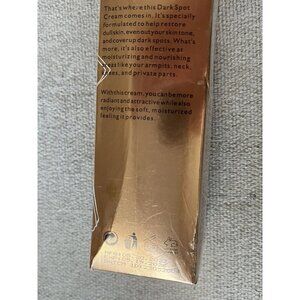 That's where this Dark Spot
Cream comes in. It's specially
formulated to help restore
dull skin, even out your skin tone,
and cover up dark spots. What's
more, it's also effective at
moisturizing and nourishing
areas like your armpits, neck,
knees, and private parts.
With this cream, you can be more
radiant and attractive while also
enjoying the soft, moisturized
feeling it provides.